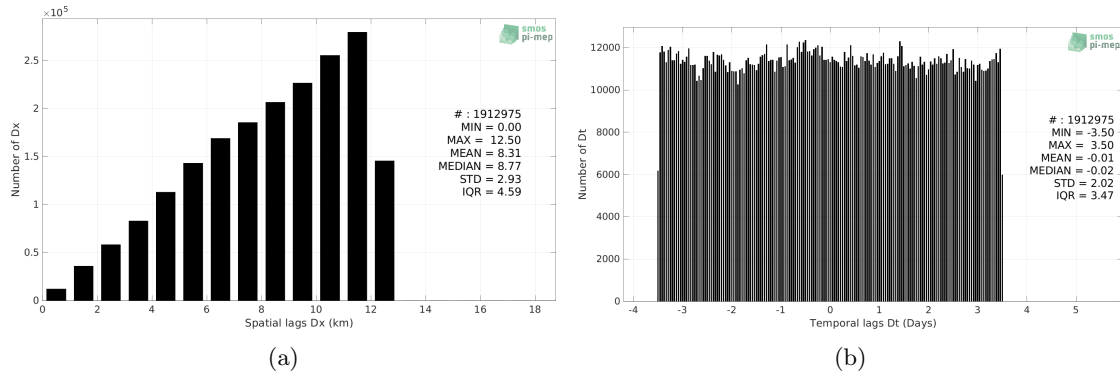 ×10⁵
2.5
2
1.5
1
0.5
0
0
2
4
6
8
10
12
14
16
18
Number of Dx
Spatial lags Dx (km)
smos
pi-mep
# : 1912975
MIN = 0.00
MAX = 12.50
MEAN = 8.31
MEDIAN = 8.77
STD = 2.93
IQR = 4.59
(a)
12000
10000
8000
6000
4000
2000
0
-4
-3
-2
-1
0
1
2
3
4
5
Number of Dt
Temporal lags Dt (Days)
smos
pi-mep
# : 1912975
MIN = -3.50
MAX = 3.50
MEAN = -0.01
MEDIAN = -0.02
STD = 2.02
IQR = 3.47
(b)